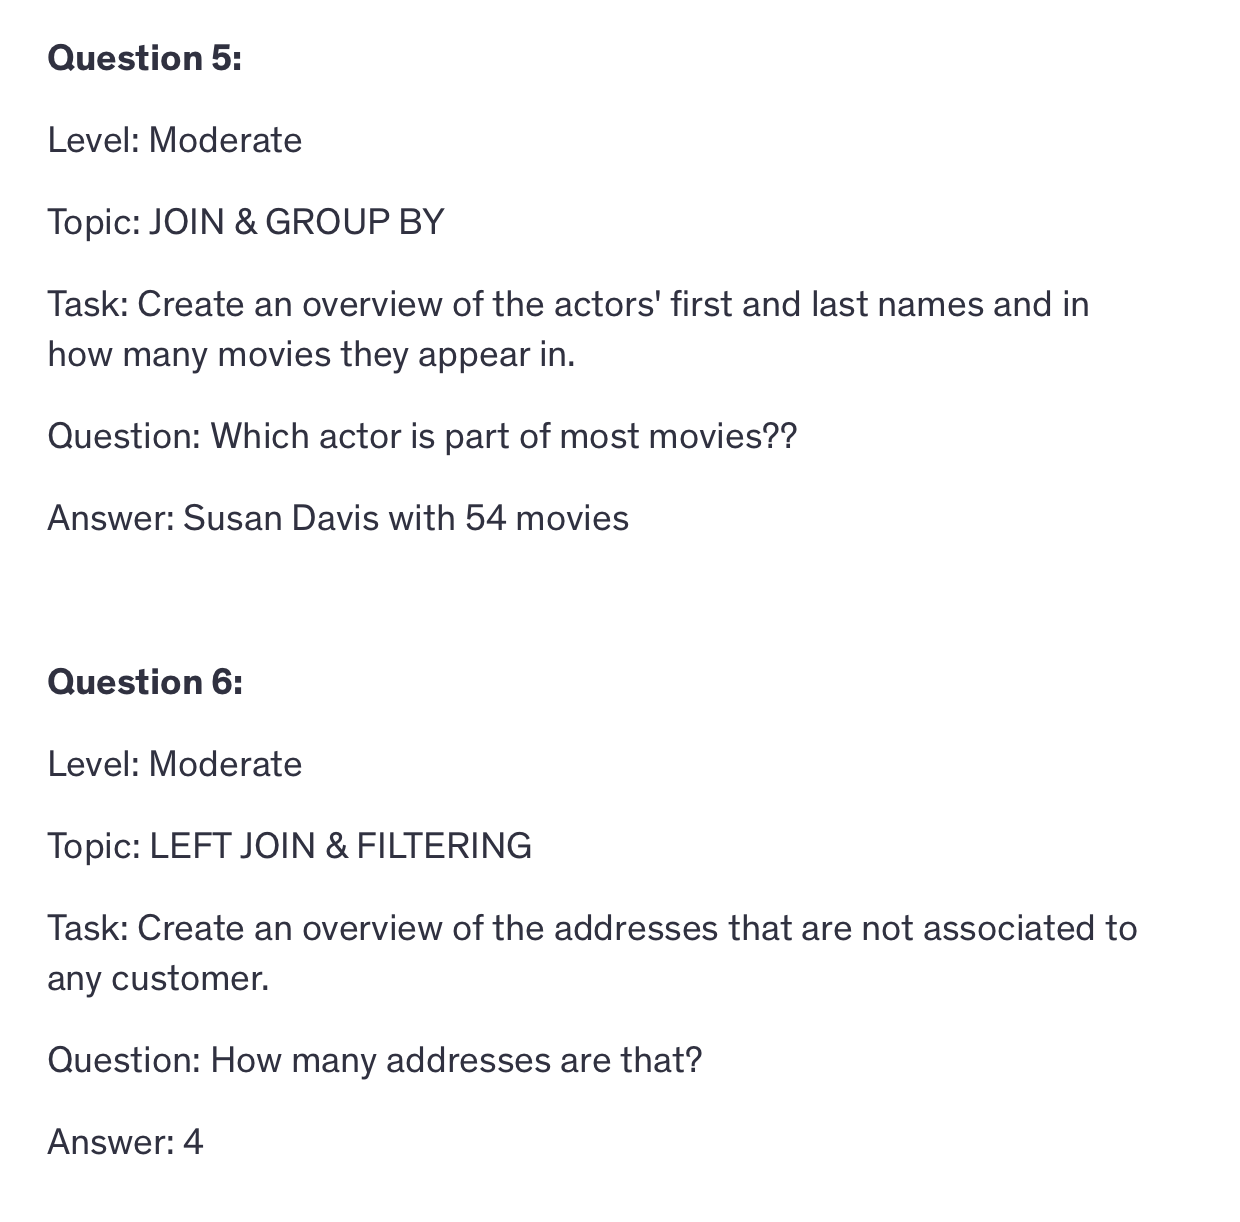 Question 5:
Level: Moderate
Topic: JOIN & GROUP BY
Task: Create an overview of the actors' first and last names and in
how many movies they appear in.
Question: Which actor is part of most movies??
Answer: Susan Davis with 54 movies
Question 6:
Level: Moderate
Topic: LEFT JOIN & FILTERING
Task: Create an overview of the addresses that are not associated to
any customer.
Question: How many addresses are that?
Answer: 4